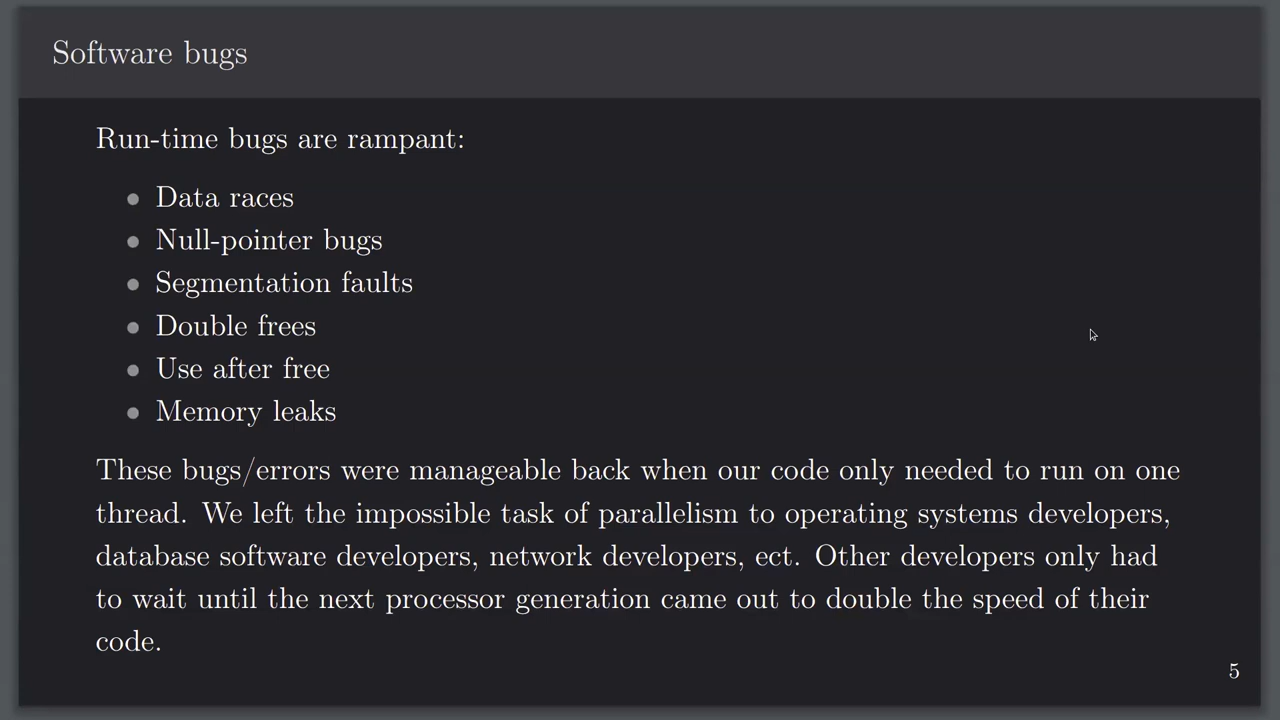 Software bugs
Run-time bugs are rampant:
Data races
Null-pointer bugs
Segmentation faults
Double frees
Use after free
Memory leaks
These bugs/errors were manageable back when our code only needed to run on one
thread. We left the impossible task of parallelism to operating systems developers,
database software developers, network developers, ect. Other developers only had
to wait until the next processor generation came out to double the speed of their
code.
5